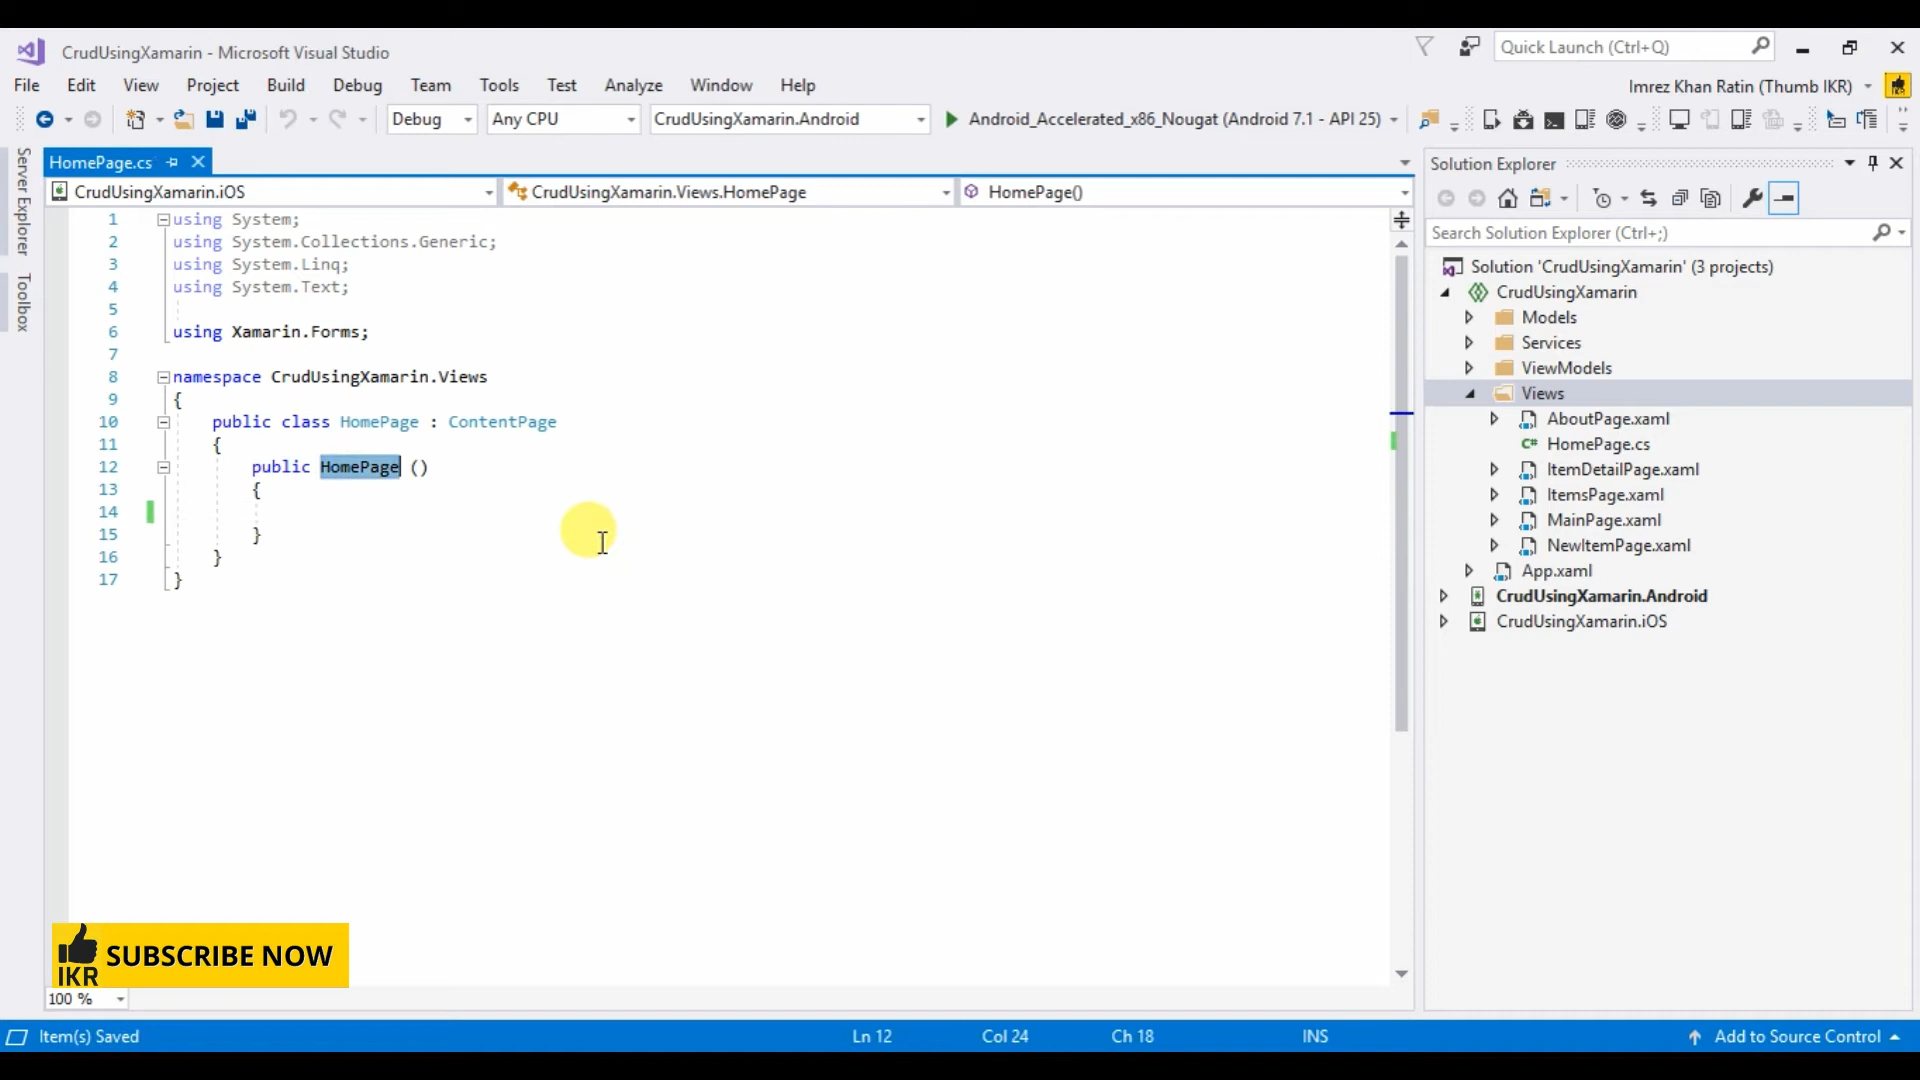 CrudUsingXamarin - Microsoft Visual Studio
Quick Launch (Ctrl+Q)
File Edit View Project Build Debug Team Tools Test Analyze Window Help
Imrez Khan Ratin (Thumb IKR)
Debug Any CPU CrudUsingXamarin.Android Android_Accelerated_x86_Nougat (Android 7.1 - API 25)
Server Explorer
Toolbox
HomePage.cs
CrudUsingXamarin.iOS CrudUsingXamarin.Views.HomePage HomePage()
1 using System;
2 using System.Collections.Generic;
3 using System.Linq;
4 using System.Text;
5
6 using Xamarin.Forms;
7
8 namespace CrudUsingXamarin.Views
9 {
10 public class HomePage : ContentPage
11 {
12 public HomePage ()
13 {
14
15 }
16 }
17 }
Solution Explorer
Search Solution Explorer (Ctrl+;)
Solution 'CrudUsingXamarin' (3 projects)
CrudUsingXamarin
Models
Services
ViewModels
Views
AboutPage.xaml
C# HomePage.cs
ItemDetailPage.xaml
ItemsPage.xaml
MainPage.xaml
NewItemPage.xaml
App.xaml
CrudUsingXamarin.Android
CrudUsingXamarin.iOS
IKR SUBSCRIBE NOW
100 %
Item(s) Saved Ln 12 Col 24 Ch 18 INS Add to Source Control